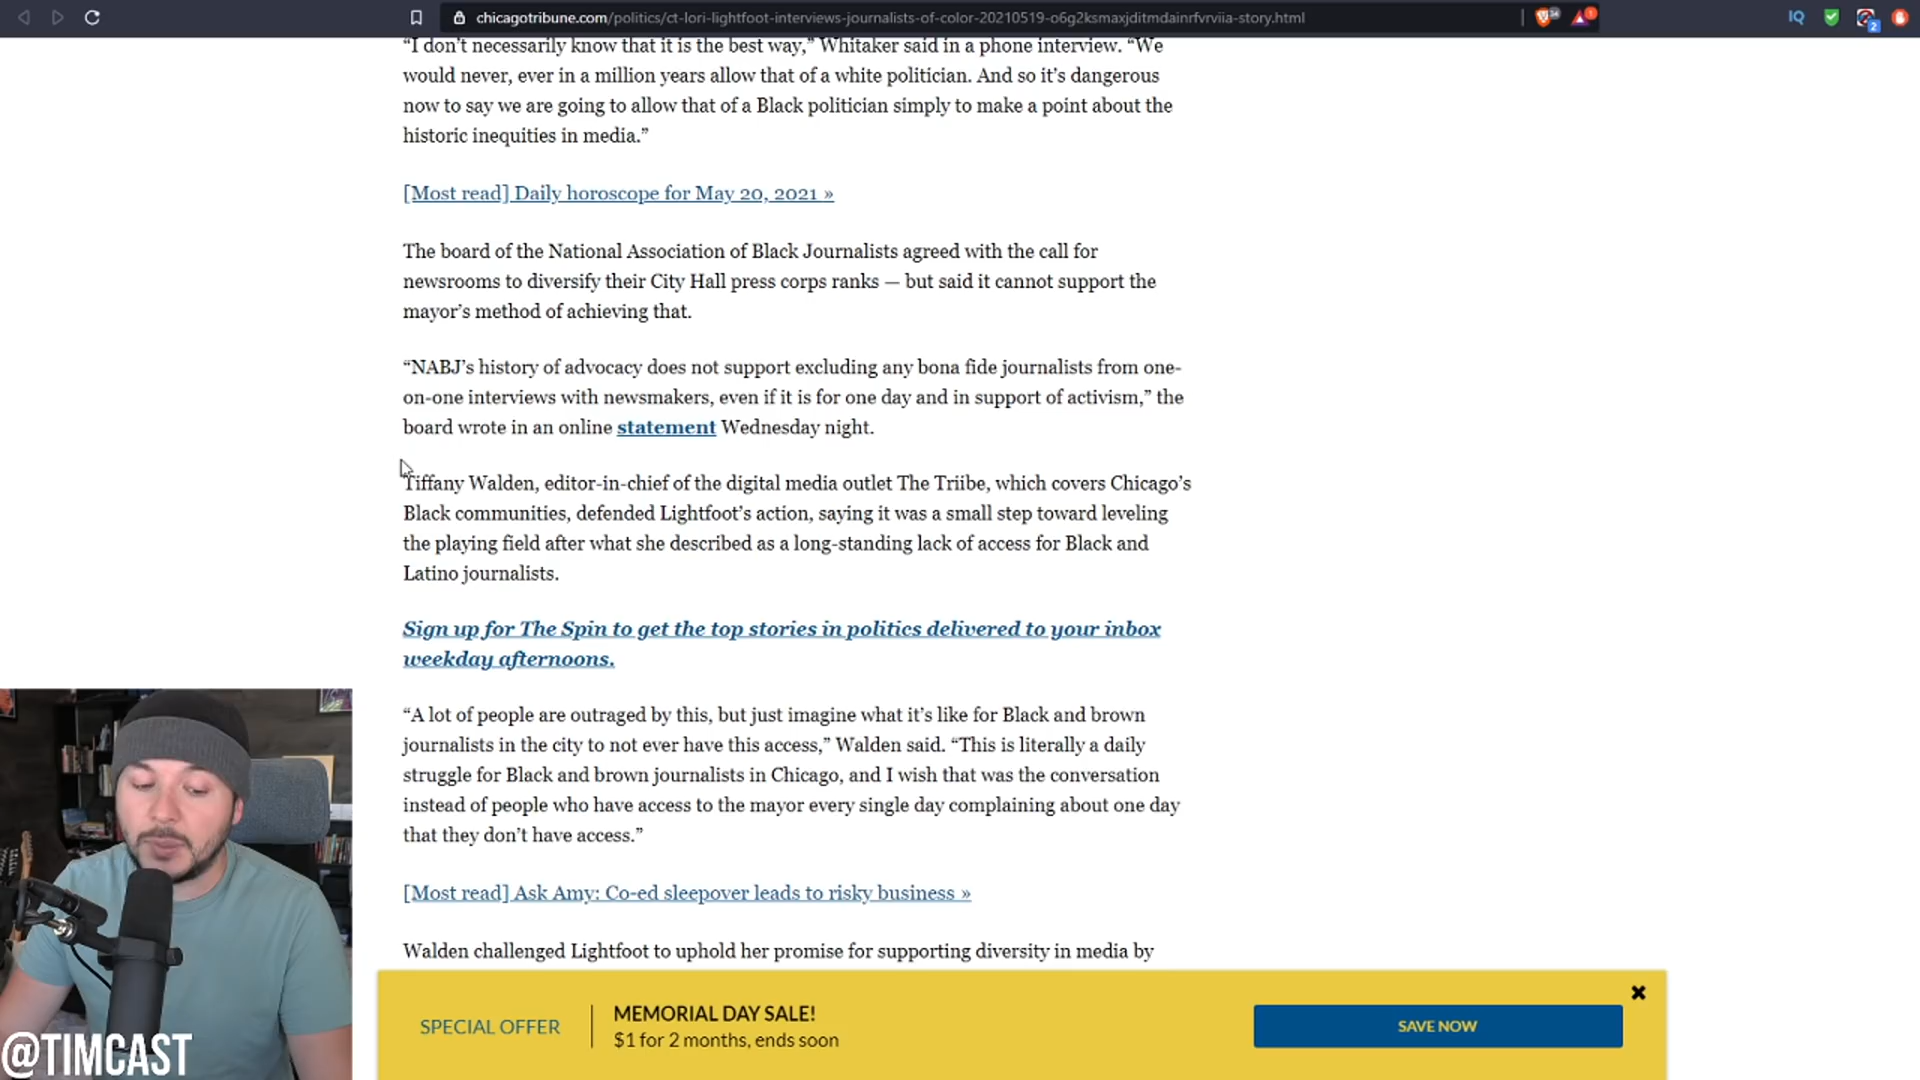 chicagotribune.com/politics/ct-lori-lightfoot-interviews-journalists-of-color-20210519-o6g2ksmaxjditmdainrfvrviia-story.html
IQ
2
“I don’t necessarily know that it is the best way,” Whitaker said in a phone interview. “We
would never, ever in a million years allow that of a white politician. And so it’s dangerous
now to say we are going to allow that of a Black politician simply to make a point about the
historic inequities in media.”
[Most read] Daily horoscope for May 20, 2021 »
The board of the National Association of Black Journalists agreed with the call for
newsrooms to diversify their City Hall press corps ranks — but said it cannot support the
mayor’s method of achieving that.
“NABJ’s history of advocacy does not support excluding any bona fide journalists from one-
on-one interviews with newsmakers, even if it is for one day and in support of activism,” the
board wrote in an online statement Wednesday night.
Tiffany Walden, editor-in-chief of the digital media outlet The Triibe, which covers Chicago’s
Black communities, defended Lightfoot’s action, saying it was a small step toward leveling
the playing field after what she described as a long-standing lack of access for Black and
Latino journalists.
Sign up for The Spin to get the top stories in politics delivered to your inbox
weekday afternoons.
“A lot of people are outraged by this, but just imagine what it’s like for Black and brown
journalists in the city to not ever have this access,” Walden said. “This is literally a daily
struggle for Black and brown journalists in Chicago, and I wish that was the conversation
instead of people who have access to the mayor every single day complaining about one day
that they don’t have access.”
[Most read] Ask Amy: Co-ed sleepover leads to risky business »
Walden challenged Lightfoot to uphold her promise for supporting diversity in media by
SPECIAL OFFER
MEMORIAL DAY SALE!
$1 for 2 months, ends soon
SAVE NOW
@TIMCAST